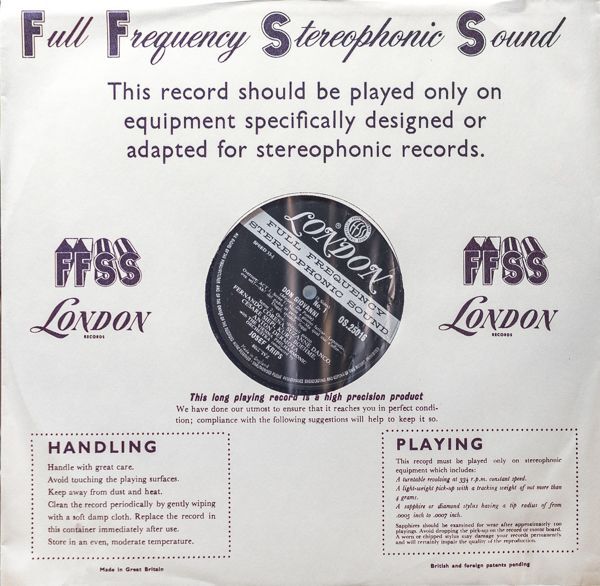 Full Frequency Stereophonic Sound
This record should be played only on
equipment specifically designed or
adapted for stereophonic records.
FFSS
LONDON
RECORDS
LONDON
FULL FREQUENCY
STEREOPHONIC SOUND
SPEED 33⅓
No. 1
OS.25016
DON GIOVANNI
JOSEF KRIPS
FFSS
LONDON
RECORDS
This long playing record is a high precision product
We have done our utmost to ensure that it reaches you in perfect condi-
tion; compliance with the following suggestions will help to keep it so.
HANDLING
Handle with great care.
Avoid touching the playing surfaces.
Keep away from dust and heat.
Clean the record periodically by gently wiping
with a soft damp cloth. Replace the record in
this container immediately after use.
Store in an even, moderate temperature.
Made in Great Britain
PLAYING
This record must be played only on stereophonic
equipment which includes:
A turntable revolving at 33⅓ r.p.m. constant speed.
A light-weight pick-up with a tracking weight of not more than
4 grams.
A sapphire or diamond stylus having a tip radius of from
.0005 inch to .0007 inch.
Sapphires should be examined for wear after approximately 100
playings. Avoid dropping the pick-up on the record or motor board.
A worn or chipped stylus may damage your records permanently
and will certainly impair the quality of the reproduction.
British and foreign patents pending